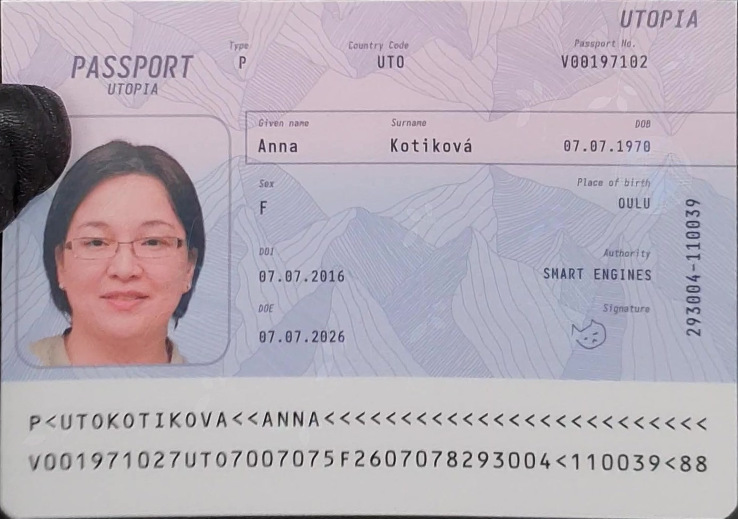 UTOPIA
PASSPORT
UTOPIA
Type
P
Country Code
UTO
Passport No.
V00197102
Given name
Anna
Surname
Kotiková
DOB
07.07.1970
Sex
F
Place of birth
OULU
DOI
07.07.2016
Authority
SMART ENGINES
DOE
07.07.2026
Signature
293004-110039
P<UTOKOTIKOVA<<ANNA<<<<<<<<<<<<<<<<<<<<<<<<<
V001971027UTO7007075F2607078293004<110039<88